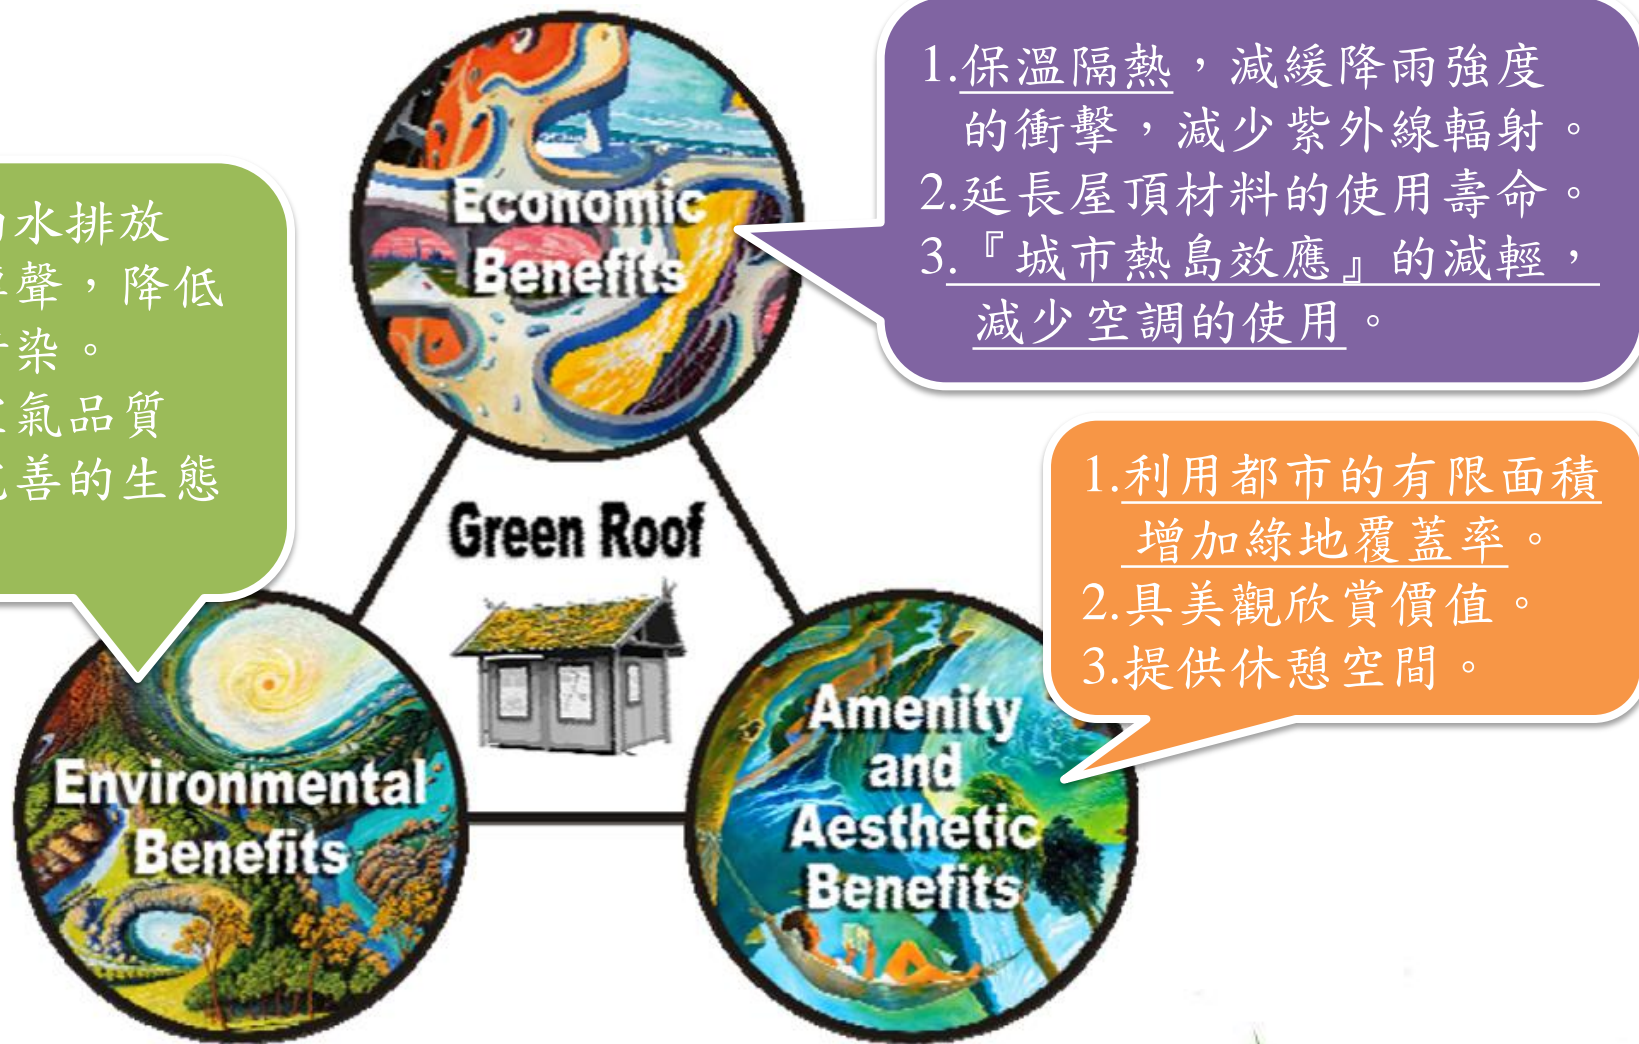 Economic
Benefits
1.保溫隔熱，減緩降雨強度
的衝擊，減少紫外線輻射。
2.延長屋頂材料的使用壽命。
3.『城市熱島效應』的減輕，
減少空調的使用。
水排放
聲，降低
染。
氣品質
善的生態
Green Roof
1.利用都市的有限面積
增加綠地覆蓋率。
2.具美觀欣賞價值。
3.提供休憩空間。
Environmental
Benefits
Amenity
and
Aesthetic
Benefits